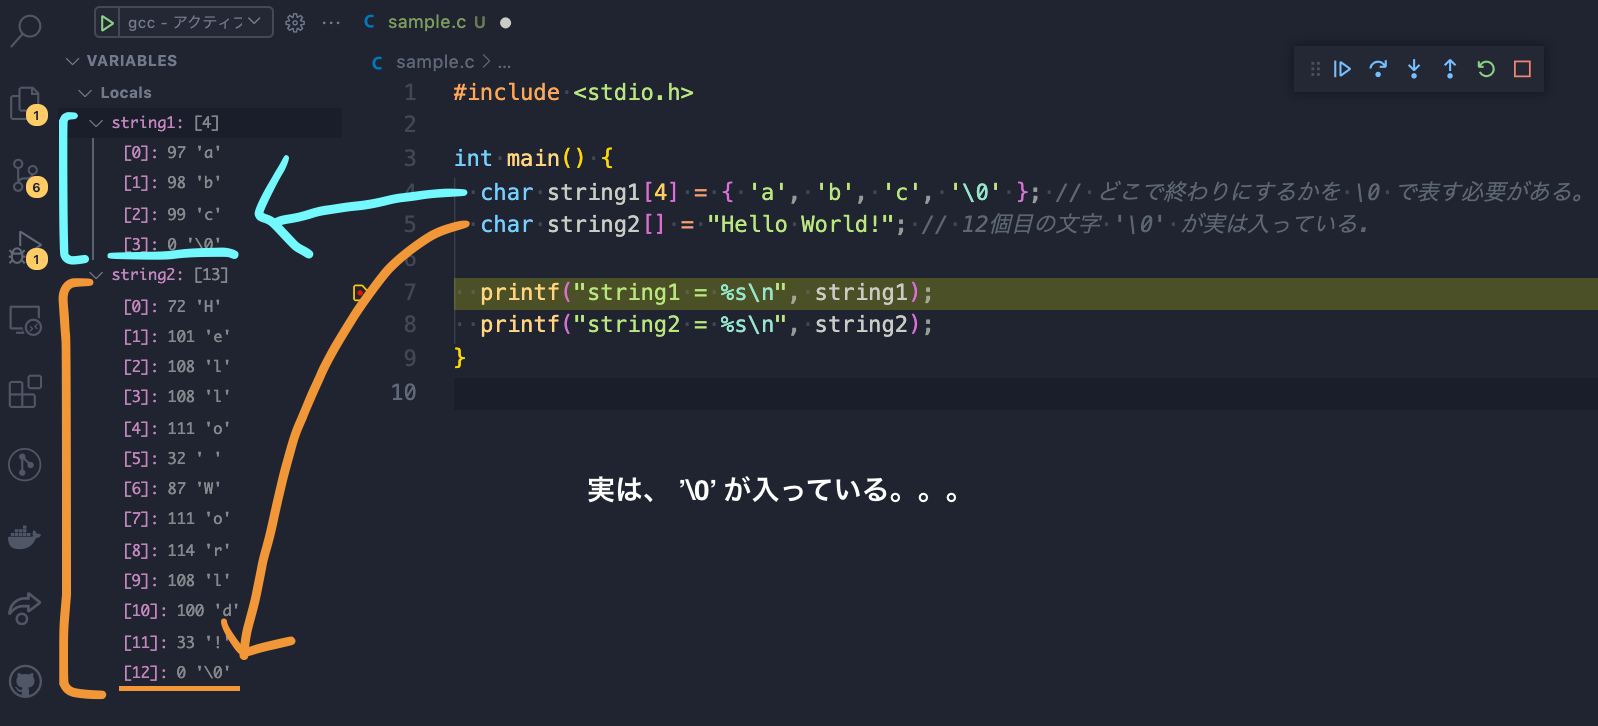 gcc - アクティブ
VARIABLES
Locals
string1: [4]
[0]: 97 'a'
[1]: 98 'b'
[2]: 99 'c'
[3]: 0 '\0'
string2: [13]
[0]: 72 'H'
[1]: 101 'e'
[2]: 108 'l'
[3]: 108 'l'
[4]: 111 'o'
[5]: 32 ' '
[6]: 87 'W'
[7]: 111 'o'
[8]: 114 'r'
[9]: 108 'l'
[10]: 100 'd'
[11]: 33 '!'
[12]: 0 '\0'
1
6
1
C sample.c U
C sample.c > ...
1 #include <stdio.h>
2
3 int main() {
4 char string1[4] = { 'a', 'b', 'c', '\0' }; // どこで終わりにするかを \0 で表す必要がある。
5 char string2[] = "Hello World!"; // 12個目の文字 '\0' が実は入っている.
6
7 printf("string1 = %s\n", string1);
8 printf("string2 = %s\n", string2);
9 }
10
実は、 ’\0’ が入っている。。。